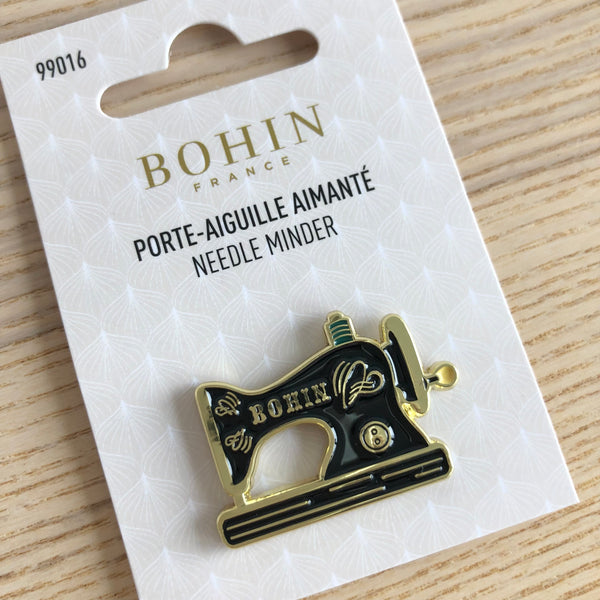 99016
BOHIN
FRANCE
PORTE-AIGUILLE AIMANTÉ
NEEDLE MINDER
BOHIN